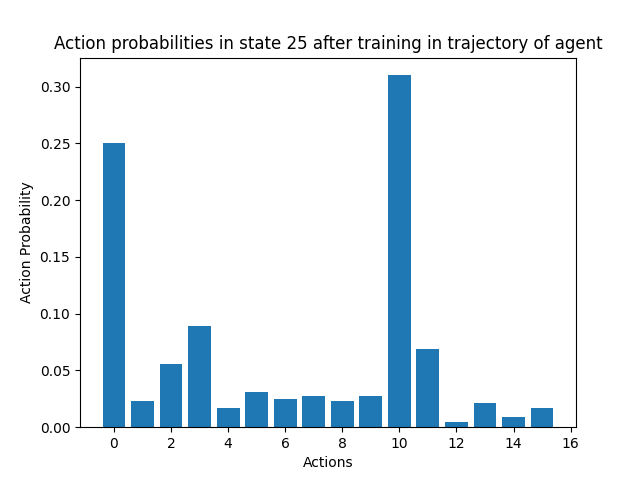 Action probabilities in state 25 after training in trajectory of agent
Action Probability
0.30
0.25
0.20
0.15
0.10
0.05
0.00
0 2 4 6 8 10 12 14 16
Actions